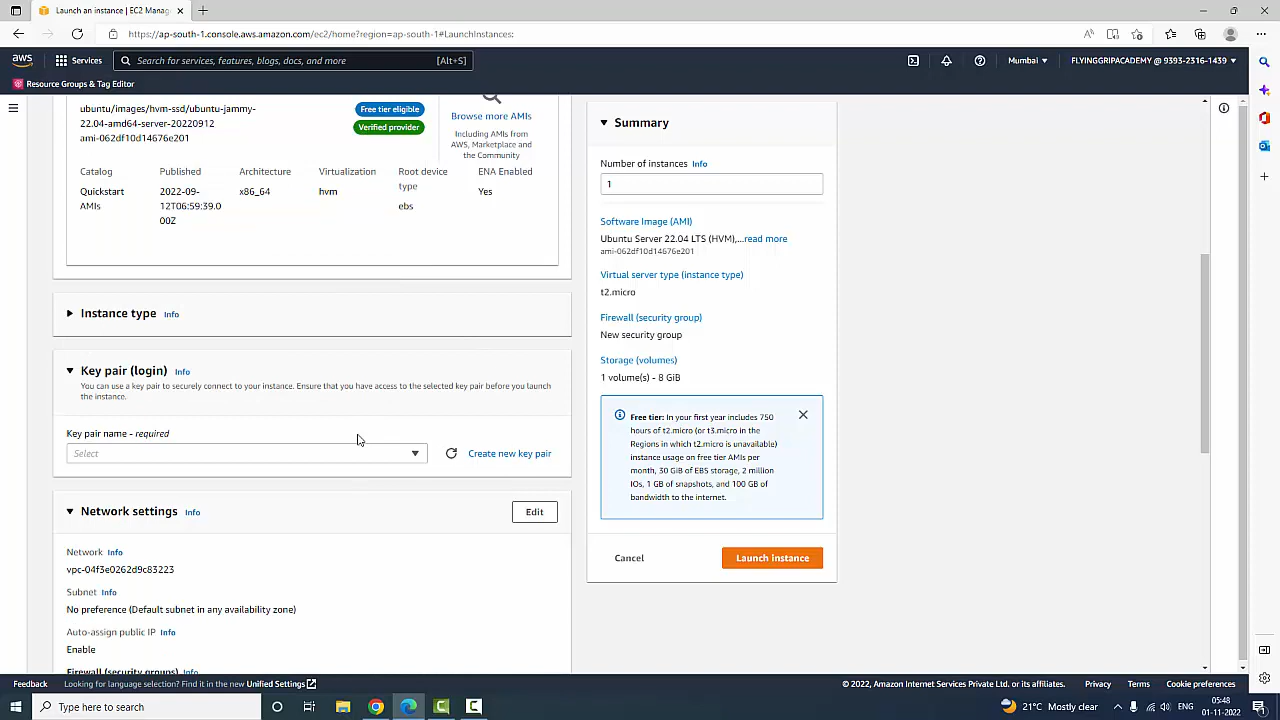 Launch an instance | EC2 Manag
https://ap-south-1.console.aws.amazon.com/ec2/home?region=ap-south-1#LaunchInstances:
aws
Services
Search for services, features, blogs, docs, and more
[Alt+S]
Mumbai
FLYINGGRIPACADEMY @ 9393-2316-1439
Resource Groups & Tag Editor
ubuntu/images/hvm-ssd/ubuntu-jammy-
22.04-amd64-server-20220912
ami-062df10d14676e201
Free tier eligible
Verified provider
Browse more AMIs
Including AMIs from
AWS, Marketplace and
the Community
Catalog
Published
Architecture
Virtualization
Root device
type
ENA Enabled
Quickstart
AMIs
2022-09-
12T06:59:39.0
00Z
x86_64
hvm
ebs
Yes
Instance type Info
Key pair (login) Info
You can use a key pair to securely connect to your instance. Ensure that you have access to the selected key pair before you launch
the instance.
Key pair name - required
Select
Create new key pair
Network settings Info
Edit
Network Info
vpc-04f0c0262d9c83223
Subnet Info
No preference (Default subnet in any availability zone)
Auto-assign public IP Info
Enable
Firewall (security groups) Info
Summary
Number of instances Info
1
Software Image (AMI)
Ubuntu Server 22.04 LTS (HVM),...read more
ami-062df10d14676e201
Virtual server type (instance type)
t2.micro
Firewall (security group)
New security group
Storage (volumes)
1 volume(s) - 8 GiB
Free tier: In your first year includes 750
hours of t2.micro (or t3.micro in the
Regions in which t2.micro is unavailable)
instance usage on free tier AMIs per
month, 30 GiB of EBS storage, 2 million
IOs, 1 GB of snapshots, and 100 GB of
bandwidth to the internet.
Cancel
Launch instance
Feedback
Looking for language selection? Find it in the new Unified Settings
© 2022, Amazon Internet Services Private Ltd. or its affiliates.
Privacy
Terms
Cookie preferences
Type here to search
21°C Mostly clear
ENG
05:48
01-11-2022